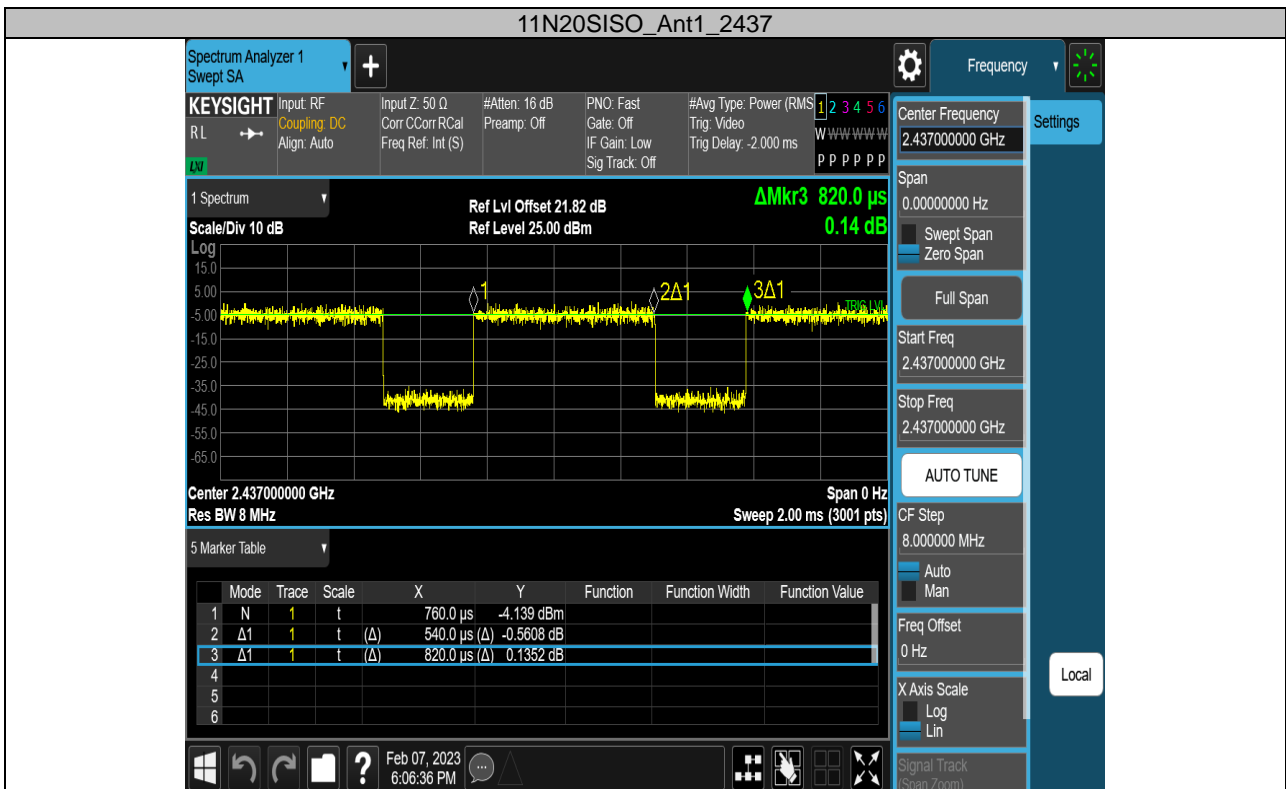 11N20SISO_Ant1_2437
Spectrum Analyzer 1
Swept SA
Frequency
KEYSIGHT
RL
LXI
Input: RF
Coupling: DC
Align: Auto
Input Z: 50 Ω
Corr CCorr RCal
Freq Ref: Int (S)
#Atten: 16 dB
Preamp: Off
PNO: Fast
Gate: Off
IF Gain: Low
Sig Track: Off
#Avg Type: Power (RMS
Trig: Video
Trig Delay: -2.000 ms
1 2 3 4 5 6
W W W W W W
P P P P P P
1 Spectrum
Scale/Div 10 dB
Ref Lvl Offset 21.82 dB
Ref Level 25.00 dBm
ΔMkr3 820.0 µs
0.14 dB
Log
15.0
5.00
-5.00
-15.0
-25.0
-35.0
-45.0
-55.0
-65.0
1
2Δ1
3Δ1
TRIG LVL
Center 2.437000000 GHz
Res BW 8 MHz
Span 0 Hz
Sweep 2.00 ms (3001 pts)
5 Marker Table
Mode Trace Scale X Y Function Function Width Function Value
1 N 1 t 760.0 µs -4.139 dBm
2 Δ1 1 t (Δ) 540.0 µs (Δ) -0.5608 dB
3 Δ1 1 t (Δ) 820.0 µs (Δ) 0.1352 dB
4
5
6
Feb 07, 2023
6:06:36 PM
Center Frequency
2.437000000 GHz
Span
0.00000000 Hz
Swept Span
Zero Span
Full Span
Start Freq
2.437000000 GHz
Stop Freq
2.437000000 GHz
AUTO TUNE
CF Step
8.000000 MHz
Auto
Man
Freq Offset
0 Hz
X Axis Scale
Log
Lin
Signal Track
(Span Zoom)
Settings
Local